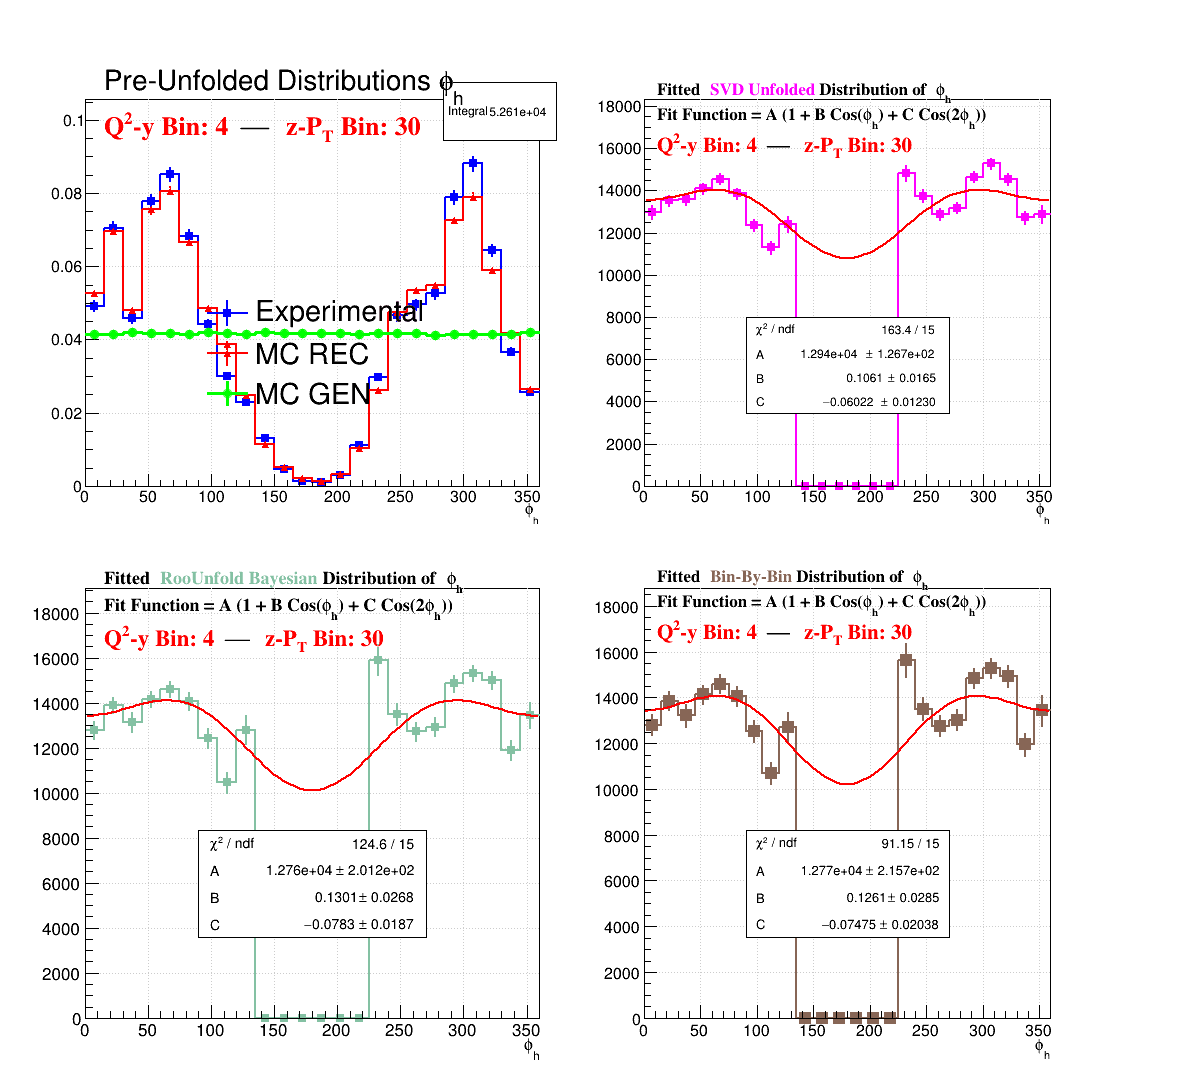 Pre-Unfolded Distributions ϕ_h
Integral 5.261e+04
Q²-y Bin: 4 — z-P_T Bin: 30
0.1
0.08
0.06
0.04
0.02
0
Experimental
MC REC
MC GEN
0 50 100 150 200 250 300 350
ϕ_h
Fitted SVD Unfolded Distribution of ϕ_h
Fit Function = A (1 + B Cos(ϕ_h) + C Cos(2ϕ_h))
Q²-y Bin: 4 — z-P_T Bin: 30
18000
16000
14000
12000
10000
8000
6000
4000
2000
0
χ² / ndf 163.4 / 15
A 1.294e+04 ± 1.267e+02
B 0.1061 ± 0.0165
C −0.06022 ± 0.01230
0 50 100 150 200 250 300 350
ϕ_h
Fitted RooUnfold Bayesian Distribution of ϕ_h
Fit Function = A (1 + B Cos(ϕ_h) + C Cos(2ϕ_h))
Q²-y Bin: 4 — z-P_T Bin: 30
18000
16000
14000
12000
10000
8000
6000
4000
2000
0
χ² / ndf 124.6 / 15
A 1.276e+04 ± 2.012e+02
B 0.1301 ± 0.0268
C −0.0783 ± 0.0187
0 50 100 150 200 250 300 350
ϕ_h
Fitted Bin-By-Bin Distribution of ϕ_h
Fit Function = A (1 + B Cos(ϕ_h) + C Cos(2ϕ_h))
Q²-y Bin: 4 — z-P_T Bin: 30
18000
16000
14000
12000
10000
8000
6000
4000
2000
0
χ² / ndf 91.15 / 15
A 1.277e+04 ± 2.157e+02
B 0.1261 ± 0.0285
C −0.07475 ± 0.02038
0 50 100 150 200 250 300 350
ϕ_h